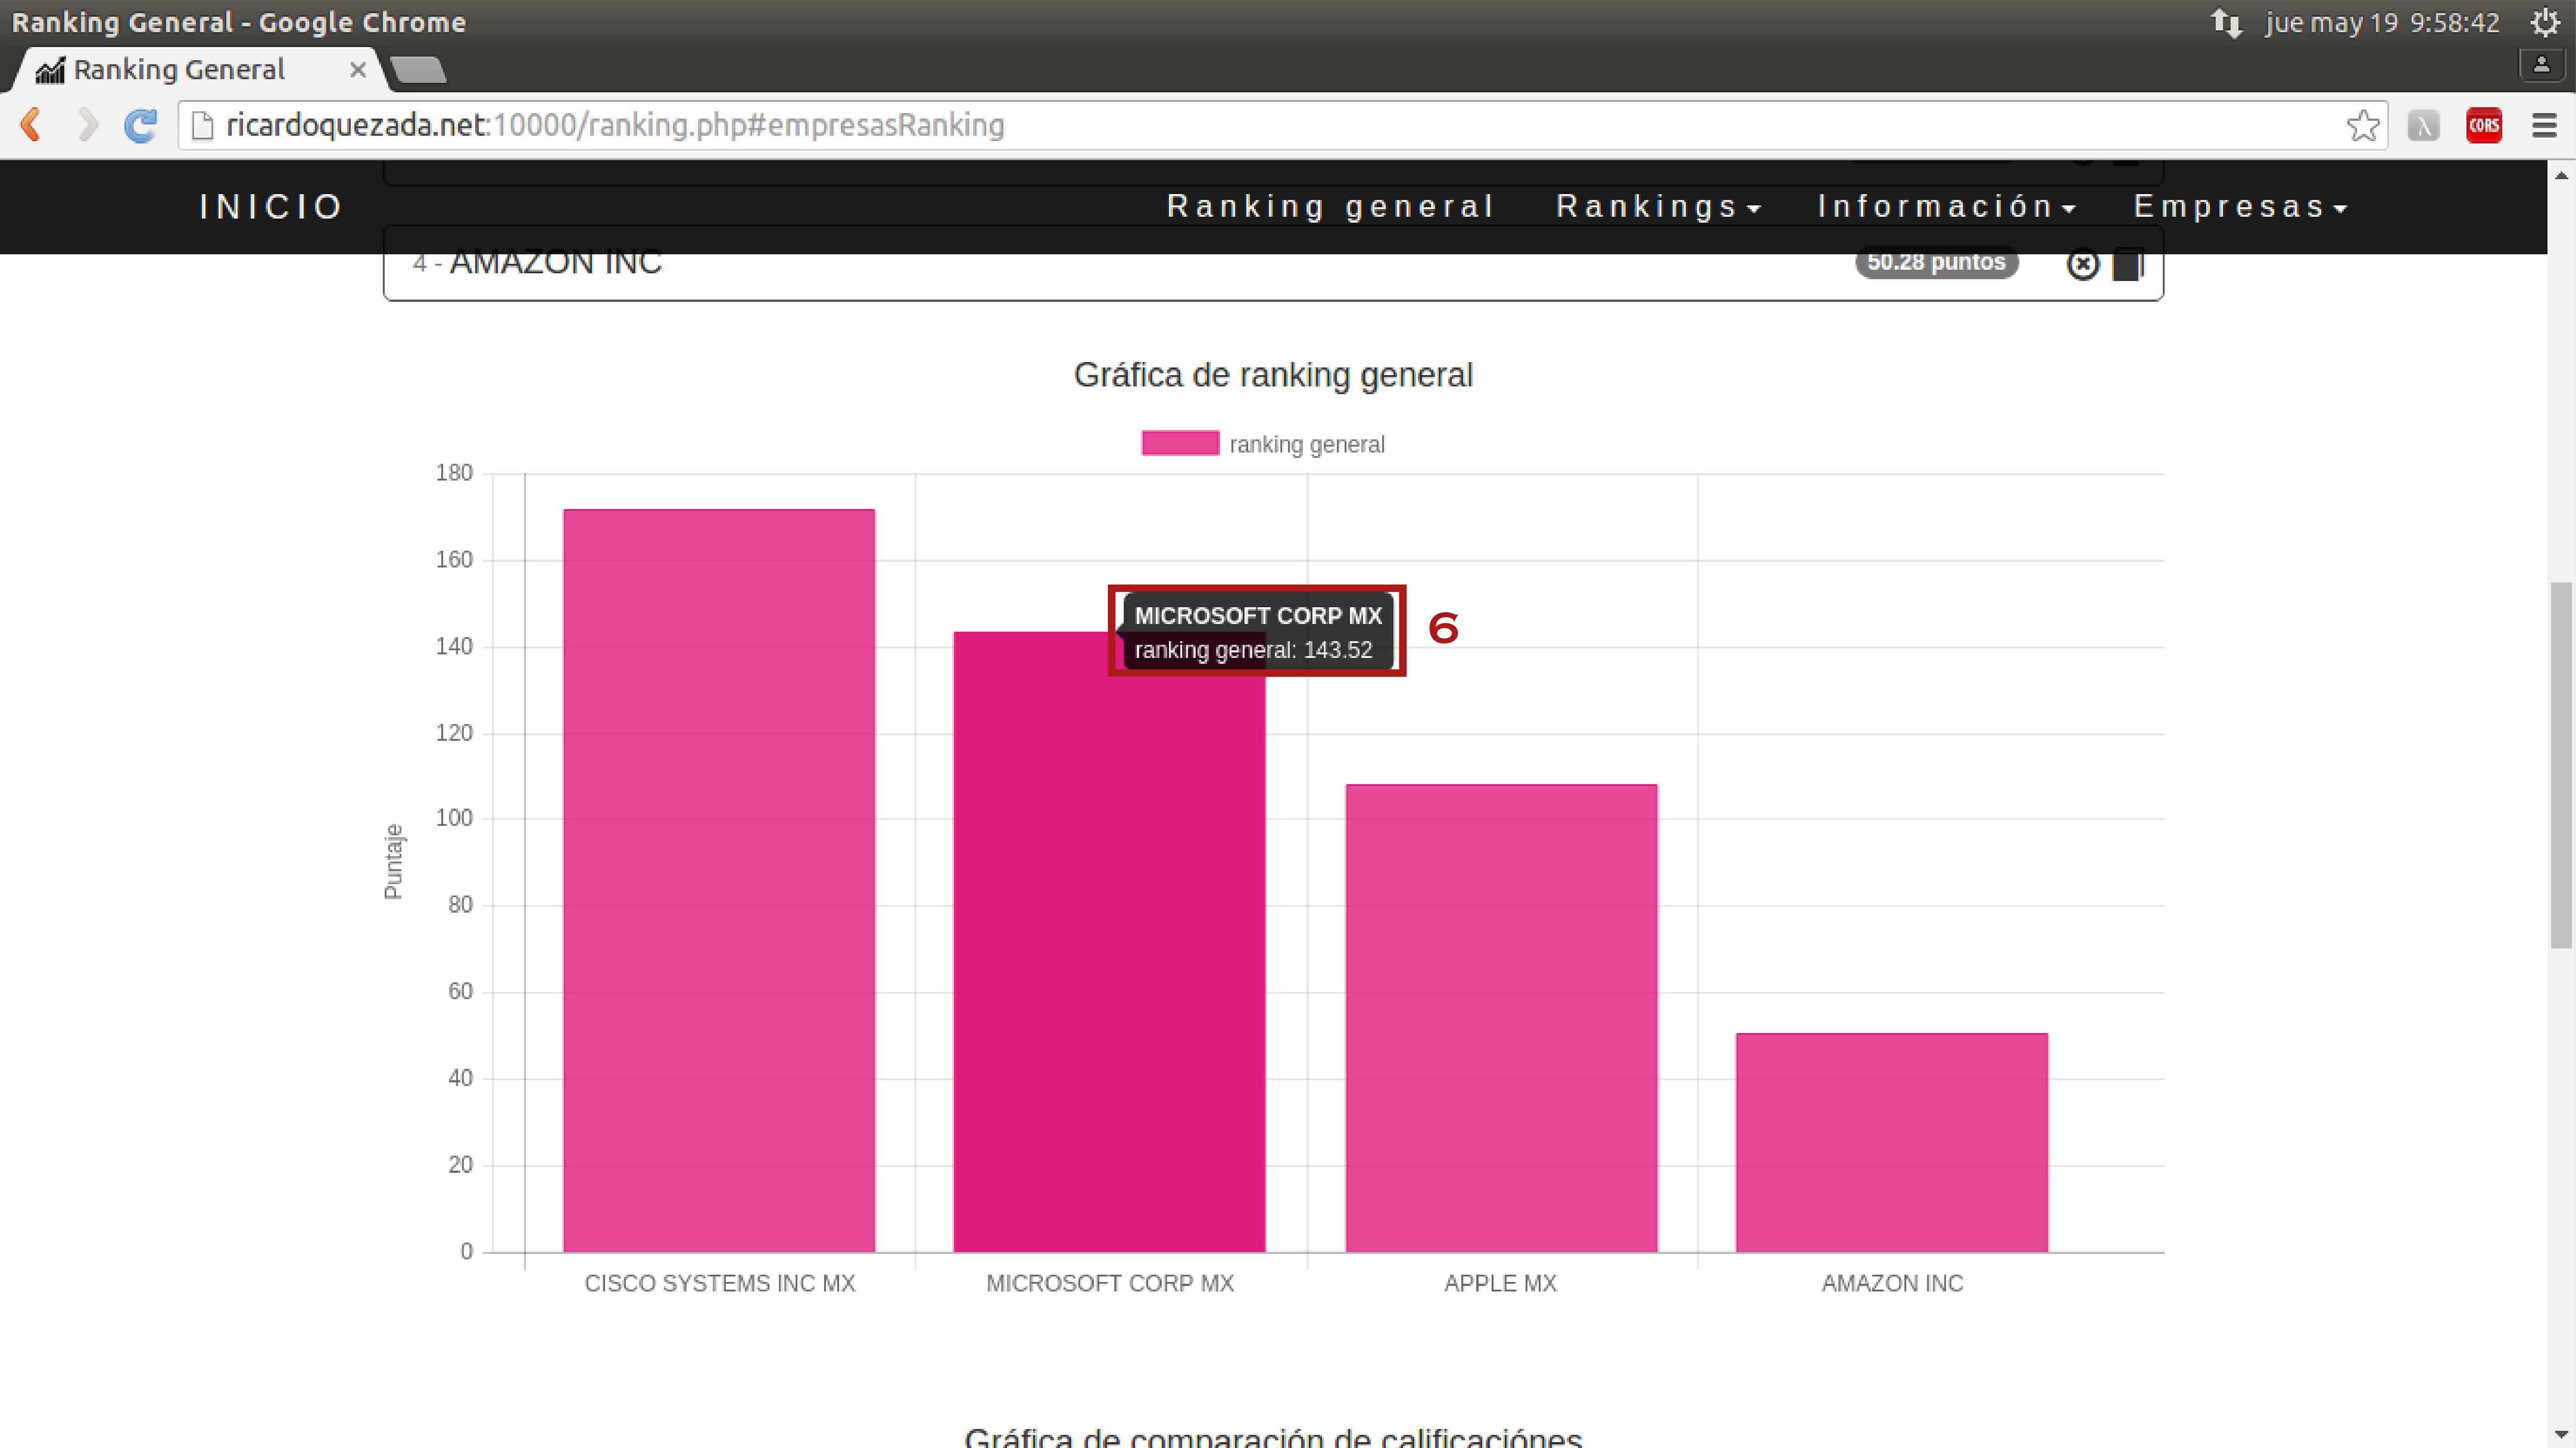 Ranking General - Google Chrome
jue may 19 9:58:42
Ranking General
ricardoquezada.net:10000/ranking.php#empresasRanking
CORS
INICIO
Ranking general
Rankings
Información
Empresas
4 - AMAZON INC
50.28 puntos
Gráfica de ranking general
ranking general
180
160
140
120
100
80
60
40
20
0
Puntaje
MICROSOFT CORP MX
ranking general: 143.52
6
CISCO SYSTEMS INC MX
MICROSOFT CORP MX
APPLE MX
AMAZON INC
Gráfica de comparación de calificaciónes